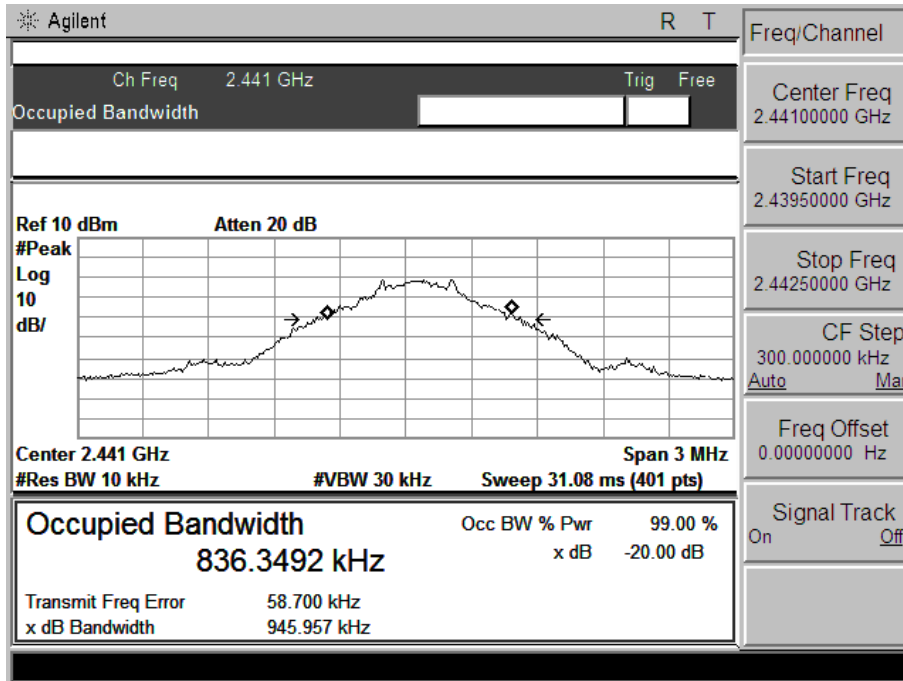 Agilent R T
Freq/Channel
Ch Freq 2.441 GHz Trig Free
Occupied Bandwidth
Center Freq
2.44100000 GHz
Start Freq
2.43950000 GHz
Stop Freq
2.44250000 GHz
CF Step
300.000000 kHz
Auto Mar
Freq Offset
0.00000000 Hz
Signal Track
On Off
Ref 10 dBm Atten 20 dB
#Peak
Log
10
dB/
Center 2.441 GHz Span 3 MHz
#Res BW 10 kHz #VBW 30 kHz Sweep 31.08 ms (401 pts)
Occupied Bandwidth
836.3492 kHz
Occ BW % Pwr 99.00 %
x dB -20.00 dB
Transmit Freq Error 58.700 kHz
x dB Bandwidth 945.957 kHz